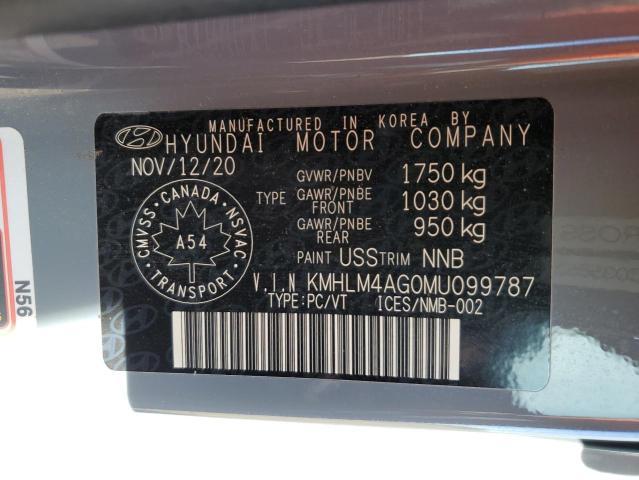 MANUFACTURED IN KOREA BY
HYUNDAI MOTOR COMPANY
NOV/12/20
GVWR/PNBV 1750 kg
TYPE GAWR/PNBE FRONT 1030 kg
GAWR/PNBE REAR 950 kg
CANADA
CMVSS NSVAC
A54
TRANSPORT
PAINT USS TRIM NNB
V.I.N KMHLM4AG0MU099787
TYPE:PC/VT ICES/NMB-002
N56